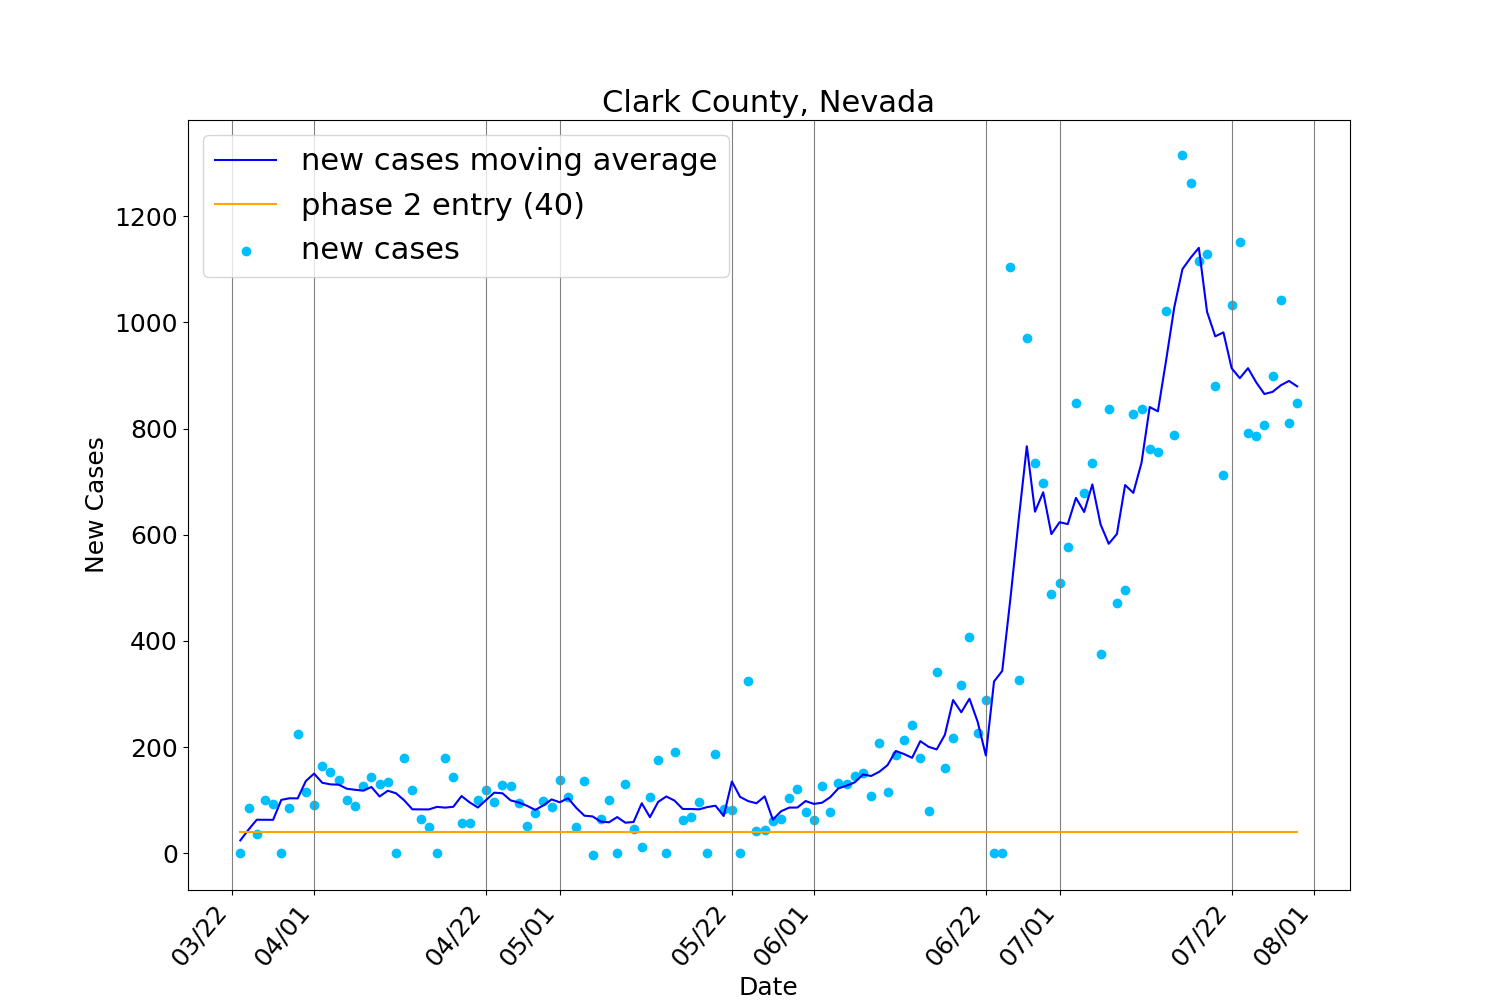 Clark County, Nevada
new cases moving average
phase 2 entry (40)
new cases
1200
1000
800
600
400
200
0
New Cases
03/22 04/01 04/22 05/01 05/22 06/01 06/22 07/01 07/22 08/01
Date